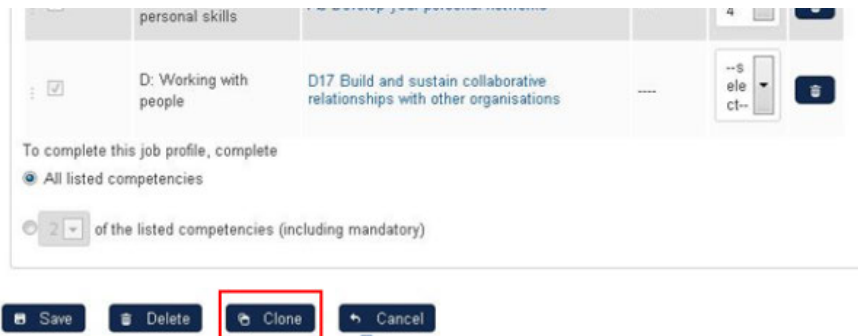 personal skills
4
D: Working with
people
D17 Build and sustain collaborative
relationships with other organisations
----
--s
ele
ct--
To complete this job profile, complete
All listed competencies
2 of the listed competencies (including mandatory)
Save Delete Clone Cancel